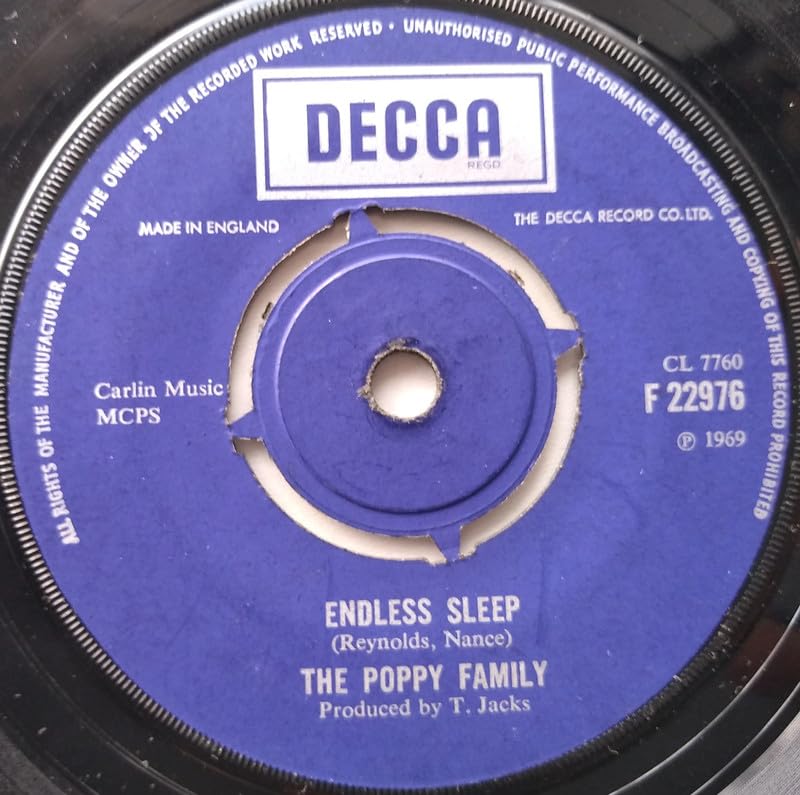 ALL RIGHTS OF THE MANUFACTURER AND OF THE OWNER OF THE RECORDED WORK RESERVED · UNAUTHORISED PUBLIC PERFORMANCE BROADCASTING AND COPYING OF THIS RECORD PROHIBITED
DECCA
REGD.
MADE IN ENGLAND
THE DECCA RECORD CO. LTD.
Carlin Music
MCPS
CL 7760
F 22976
℗ 1969
ENDLESS SLEEP
(Reynolds, Nance)
THE POPPY FAMILY
Produced by T. Jacks